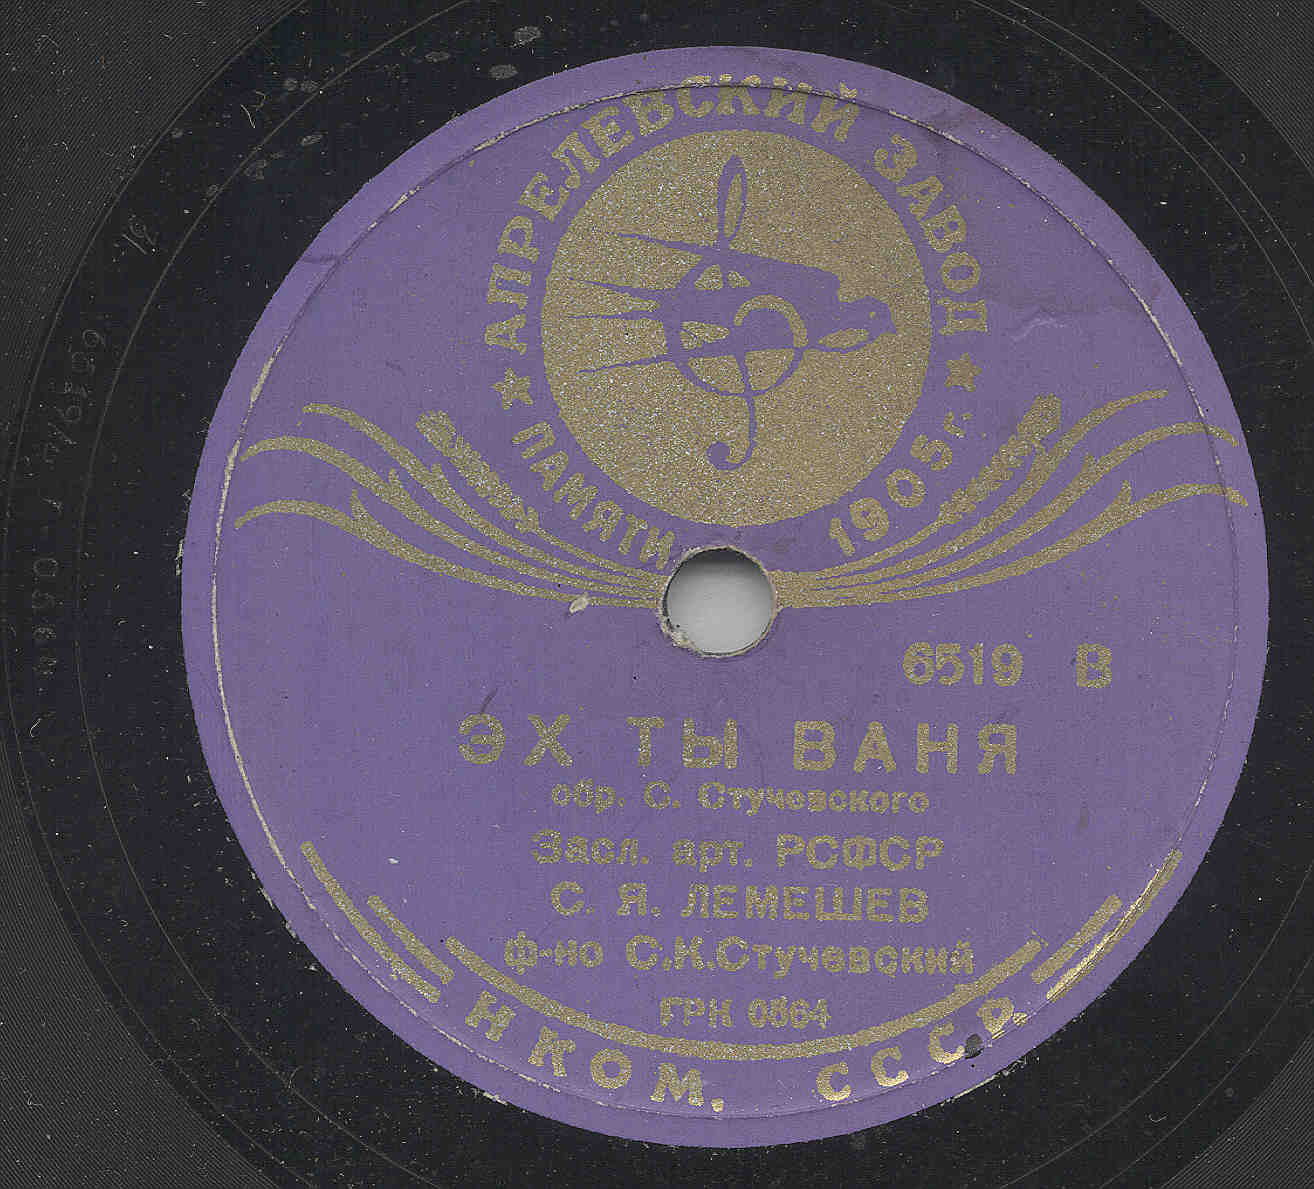 АПРЕЛЕВСКИЙ ЗАВОД
ПАМЯТИ 1905 г.
6519 В
ЭХ ТЫ ВАНЯ
обр. С. Стучевского
Засл. арт. РСФСР
С. Я. ЛЕМЕШЕВ
ф-но С.К.Стучевский
ГРК 0564
НКОМ. СССР